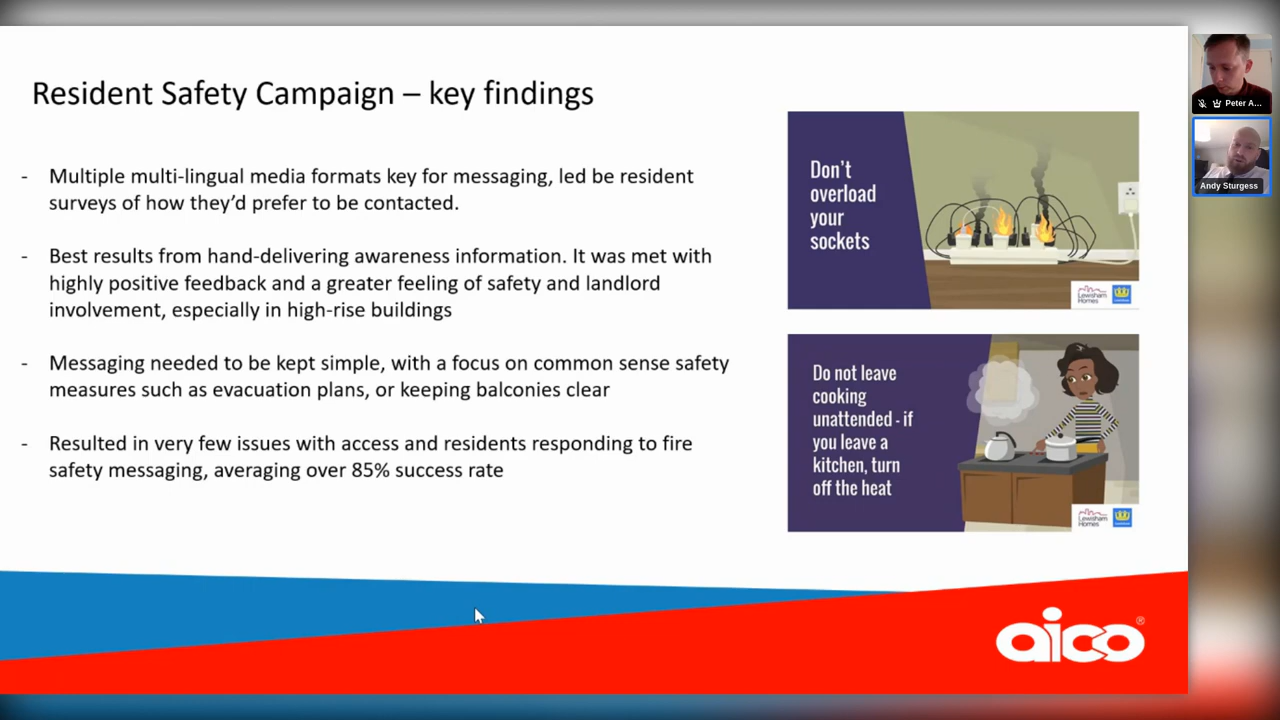 Resident Safety Campaign – key findings
- Multiple multi-lingual media formats key for messaging, led be resident
surveys of how they'd prefer to be contacted.
- Best results from hand-delivering awareness information. It was met with
highly positive feedback and a greater feeling of safety and landlord
involvement, especially in high-rise buildings
- Messaging needed to be kept simple, with a focus on common sense safety
measures such as evacuation plans, or keeping balconies clear
- Resulted in very few issues with access and residents responding to fire
safety messaging, averaging over 85% success rate
Don't
overload
your
sockets
Lewisham
Homes
Do not leave
cooking
unattended - if
you leave a
kitchen, turn
off the heat
Lewisham
Homes
aico®
Peter A...
Andy Sturgess